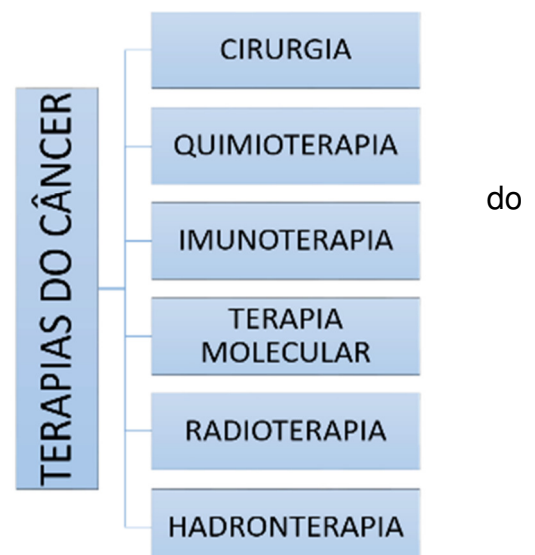 TERAPIAS DO CÂNCER
CIRURGIA
QUIMIOTERAPIA
IMUNOTERAPIA
TERAPIA
MOLECULAR
RADIOTERAPIA
HADRONTERAPIA
do